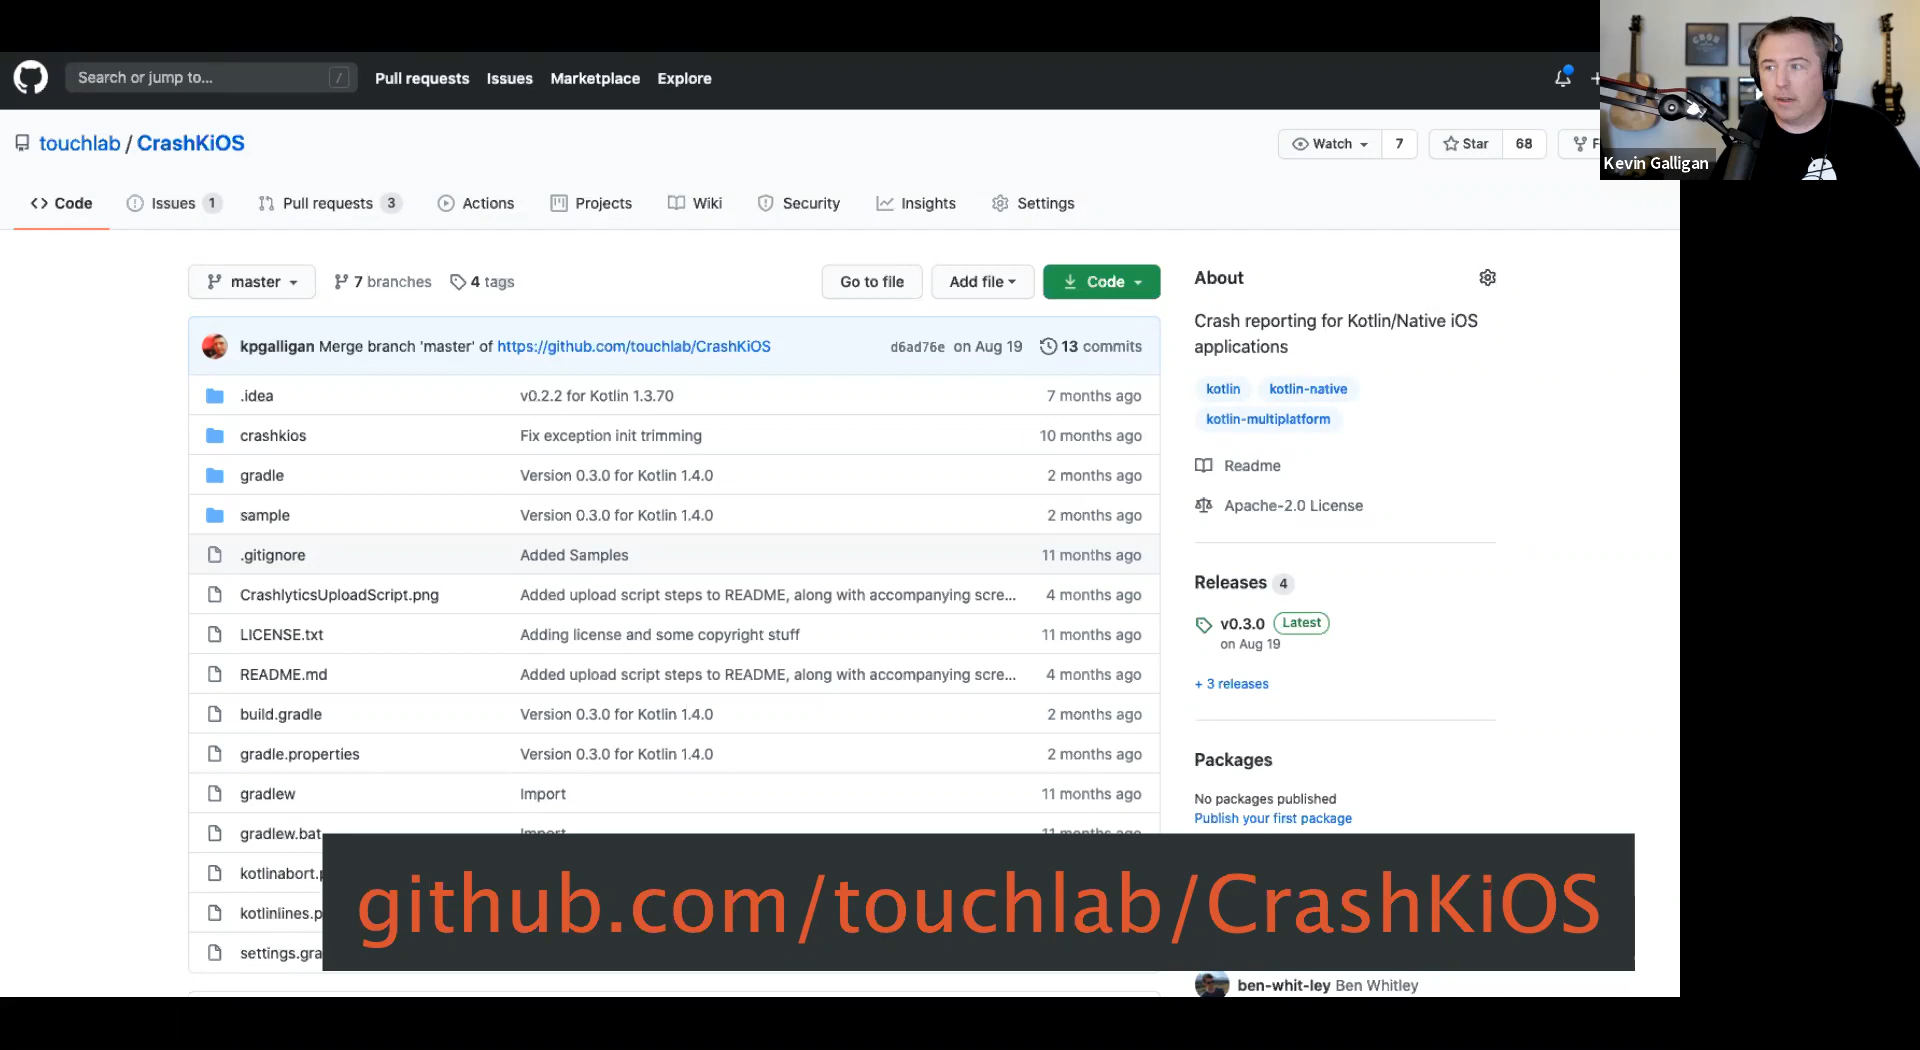 Search or jump to... /
Pull requests Issues Marketplace Explore
Kevin Galligan
touchlab / CrashKiOS
Watch 7 Star 68
Code Issues 1 Pull requests 3 Actions Projects Wiki Security Insights Settings
master 7 branches 4 tags Go to file Add file Code
kpgalligan Merge branch 'master' of https://github.com/touchlab/CrashKiOS d6ad76e on Aug 19 13 commits
.idea v0.2.2 for Kotlin 1.3.70 7 months ago
crashkios Fix exception init trimming 10 months ago
gradle Version 0.3.0 for Kotlin 1.4.0 2 months ago
sample Version 0.3.0 for Kotlin 1.4.0 2 months ago
.gitignore Added Samples 11 months ago
CrashlyticsUploadScript.png Added upload script steps to README, along with accompanying scre... 4 months ago
LICENSE.txt Adding license and some copyright stuff 11 months ago
README.md Added upload script steps to README, along with accompanying scre... 4 months ago
build.gradle Version 0.3.0 for Kotlin 1.4.0 2 months ago
gradle.properties Version 0.3.0 for Kotlin 1.4.0 2 months ago
gradlew Import 11 months ago
gradlew.bat Import 11 months ago
kotlinabort.p
kotlinlines.p
settings.gra
About
Crash reporting for Kotlin/Native iOS
applications
kotlin kotlin-native
kotlin-multiplatform
Readme
Apache-2.0 License
Releases 4
v0.3.0 Latest
on Aug 19
+ 3 releases
Packages
No packages published
Publish your first package
github.com/touchlab/CrashKiOS
ben-whit-ley Ben Whitley